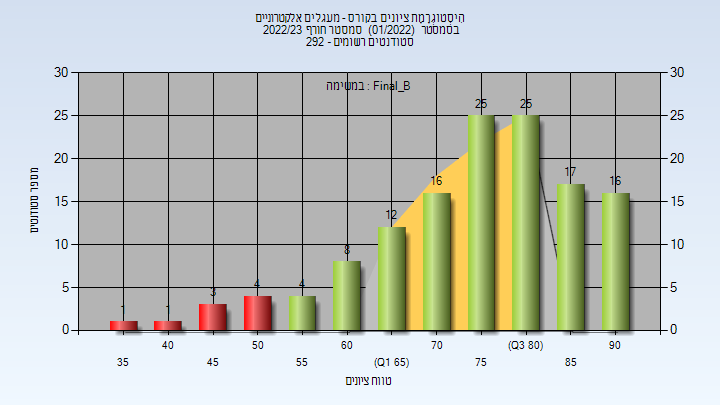 הִיסְטוֹגְרָמַת ציונים בקורס - מעגלים אלקטרוניים
בסמסטר (01/2022) סמסטר חורף 2022/23
סטודנטים רשומים - 292
במשימה : Final_B
30 30
25 25
20 20
15 15
10 10
5 5
0 0
1 1 3 4 4 8 12 16 25 25 17 16
מספר סטודנטים
40 50 60 70 (Q3 80) 90
35 45 55 (Q1 65) 75 85
טווח ציונים